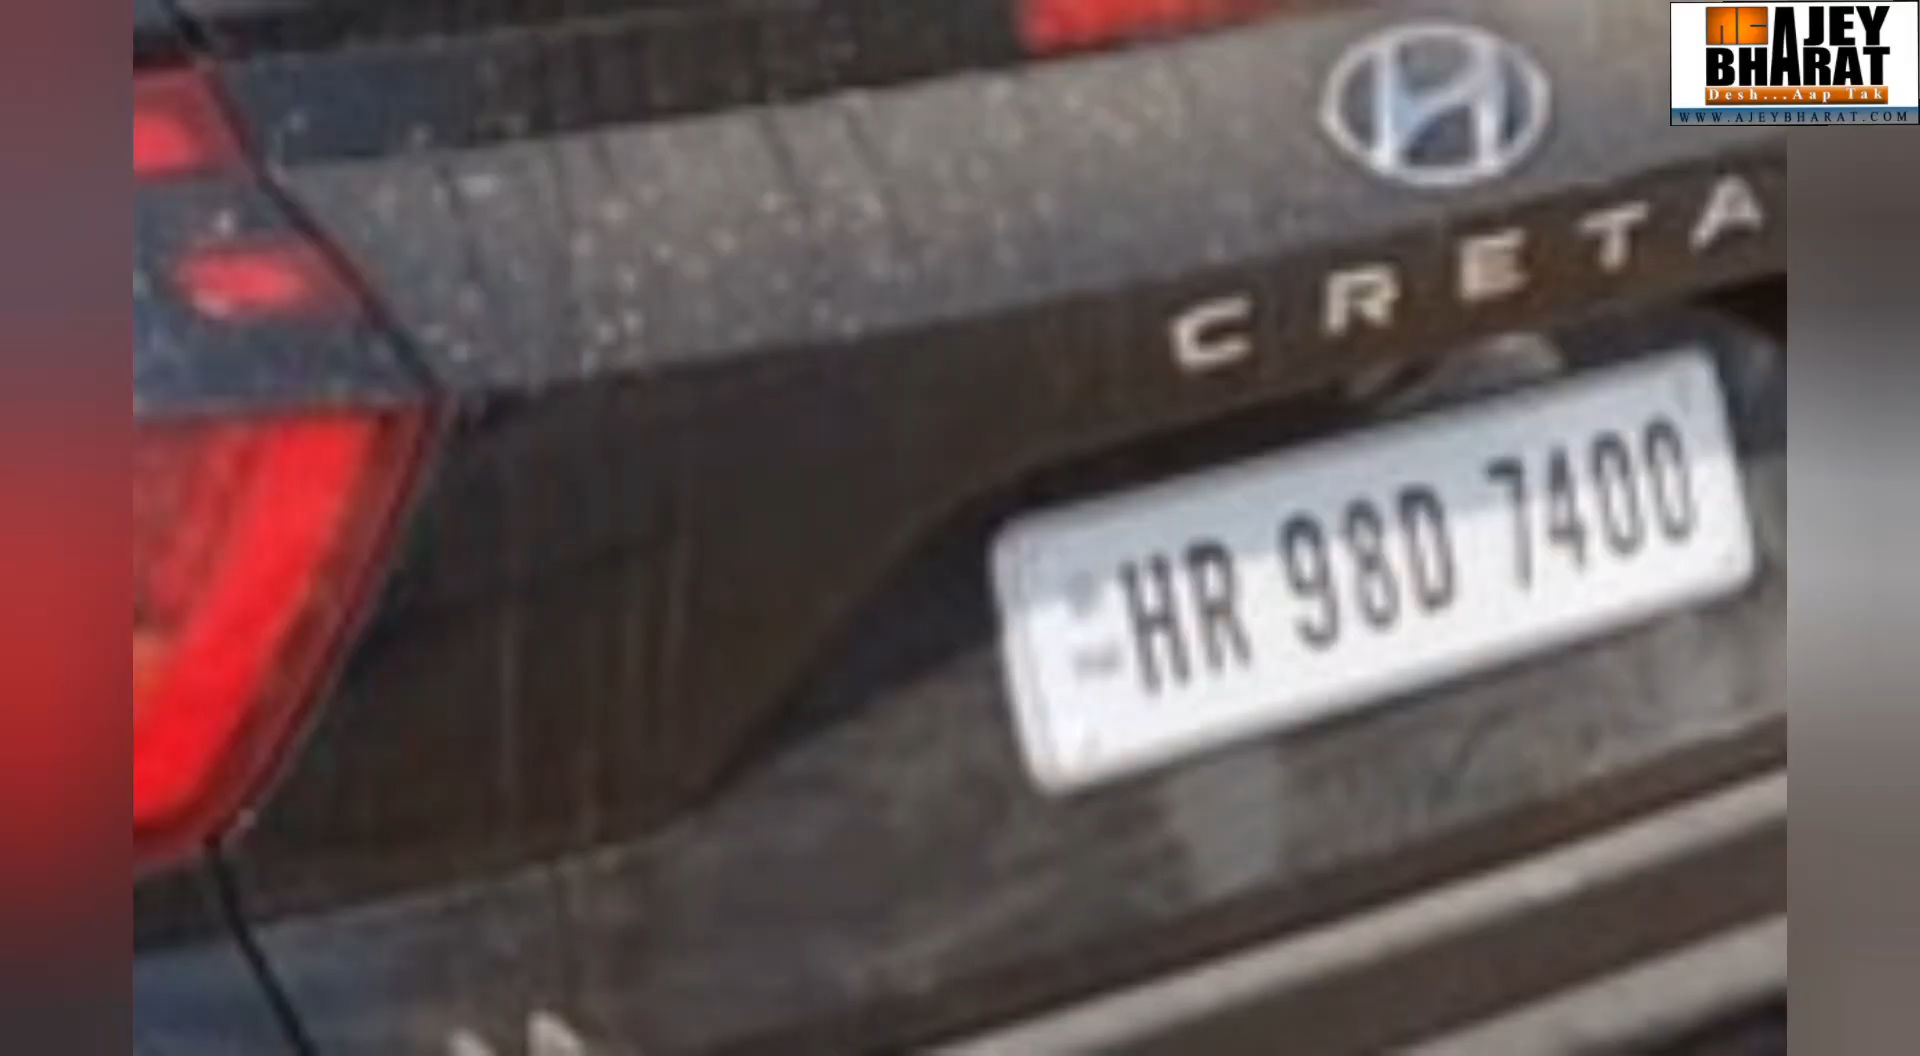 AJEY
BHARAT
Desh...Aap Tak
WWW.AJEYBHARAT.COM
CRETA
HR 98D 7400